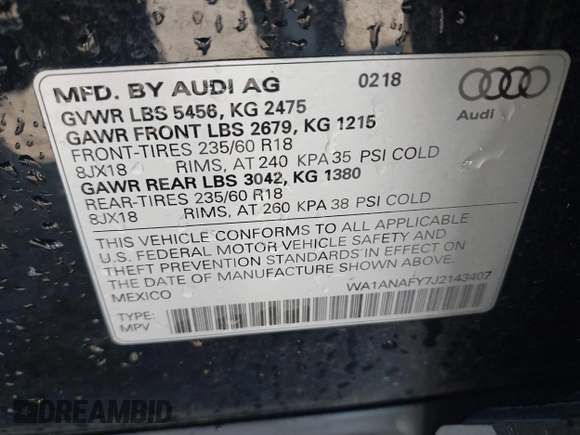 MFD. BY AUDI AG 0218
GVWR LBS 5456, KG 2475
GAWR FRONT LBS 2679, KG 1215
FRONT-TIRES 235/60 R18
8JX18 RIMS, AT 240 KPA 35 PSI COLD
GAWR REAR LBS 3042, KG 1380
REAR-TIRES 235/60 R18
8JX18 RIMS, AT 260 KPA 38 PSI COLD
Audi
THIS VEHICLE CONFORMS TO ALL APPLICABLE
U.S. FEDERAL MOTOR VEHICLE SAFETY AND
THEFT PREVENTION STANDARDS IN EFFECT ON
THE DATE OF MANUFACTURE SHOWN ABOVE.
MEXICO WA1ANAFY7J2143407
TYPE:
MPV
DREAMBID